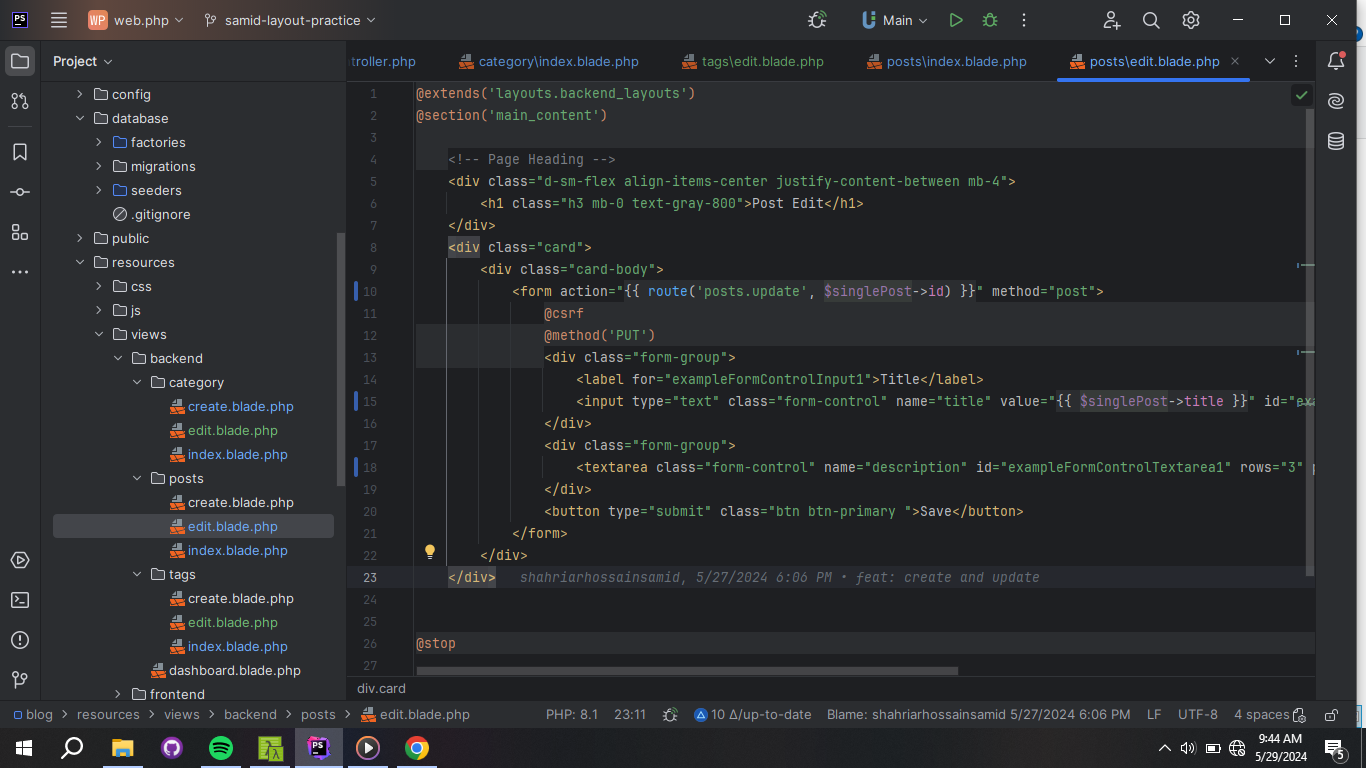 PS
WP web.php
samid-layout-practice
Main
Project
troller.php
category\index.blade.php
tags\edit.blade.php
posts\index.blade.php
posts\edit.blade.php
config
database
factories
migrations
seeders
.gitignore
public
resources
css
js
views
backend
category
create.blade.php
edit.blade.php
index.blade.php
posts
create.blade.php
edit.blade.php
index.blade.php
tags
create.blade.php
edit.blade.php
index.blade.php
dashboard.blade.php
frontend
1 @extends('layouts.backend_layouts')
2 @section('main_content')
3
4 <!-- Page Heading -->
5 <div class="d-sm-flex align-items-center justify-content-between mb-4">
6 <h1 class="h3 mb-0 text-gray-800">Post Edit</h1>
7 </div>
8 <div class="card">
9 <div class="card-body">
10 <form action="{{ route('posts.update', $singlePost->id) }}" method="post">
11 @csrf
12 @method('PUT')
13 <div class="form-group">
14 <label for="exampleFormControlInput1">Title</label>
15 <input type="text" class="form-control" name="title" value="{{ $singlePost->title }}" id="exa
16 </div>
17 <div class="form-group">
18 <textarea class="form-control" name="description" id="exampleFormControlTextarea1" rows="3" p
19 </div>
20 <button type="submit" class="btn btn-primary ">Save</button>
21 </form>
22 </div>
23 </div> shahriarhossainsamid, 5/27/2024 6:06 PM • feat: create and update
24
25
26 @stop
27
div.card
blog > resources > views > backend > posts > edit.blade.php
PHP: 8.1
23:11
10 Δ/up-to-date
Blame: shahriarhossainsamid 5/27/2024 6:06 PM
LF
UTF-8
4 spaces
PS
9:44 AM
5/29/2024
5